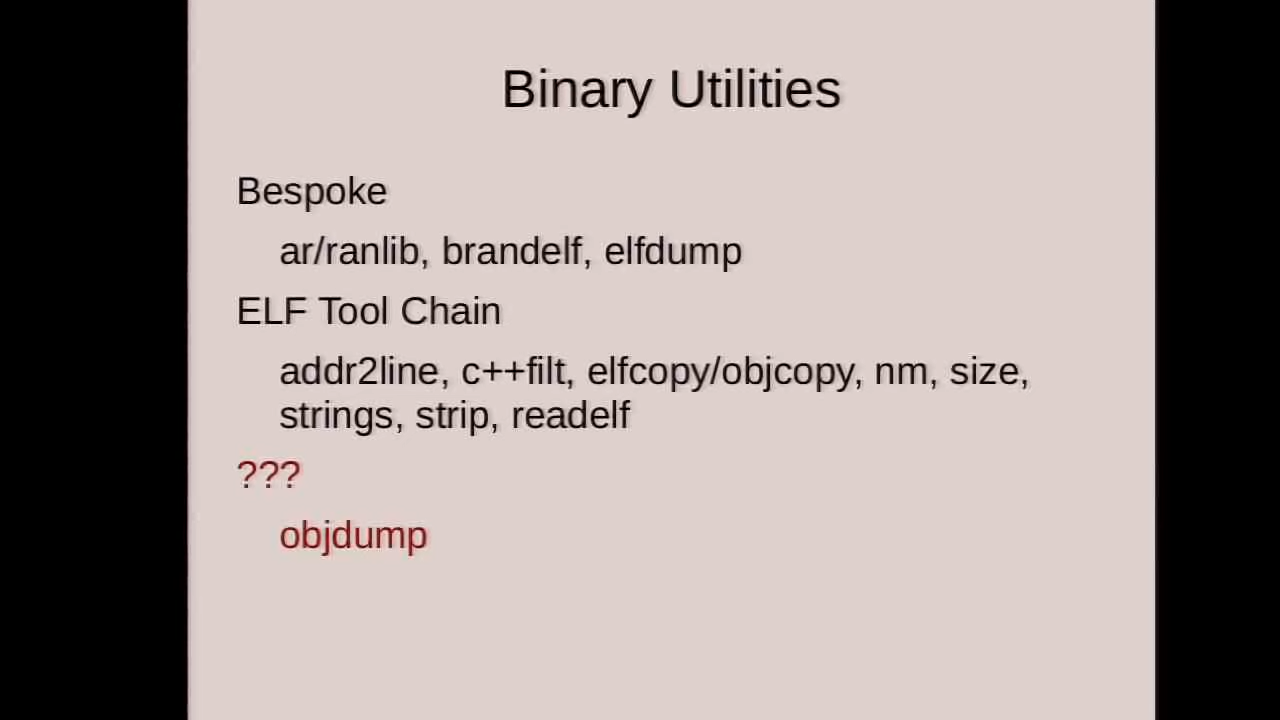 Binary Utilities
Bespoke
ar/ranlib, brandelf, elfdump
ELF Tool Chain
addr2line, c++filt, elfcopy/objcopy, nm, size,
strings, strip, readelf
???
objdump